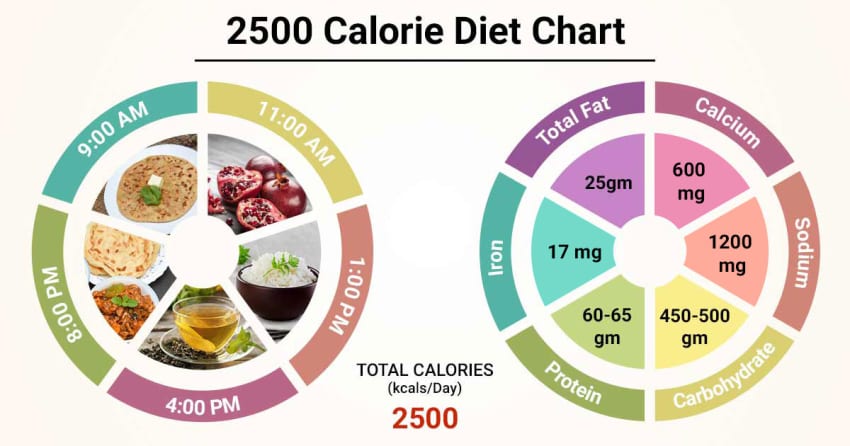 2500 Calorie Diet Chart
9:00 AM
11:00 AM
1:00 PM
4:00 PM
8:00 PM
TOTAL CALORIES
(kcals/Day)
2500
Total Fat
25gm
Calcium
600
mg
Sodium
1200
mg
Carbohydrate
450-500
gm
Protein
60-65
gm
Iron
17 mg